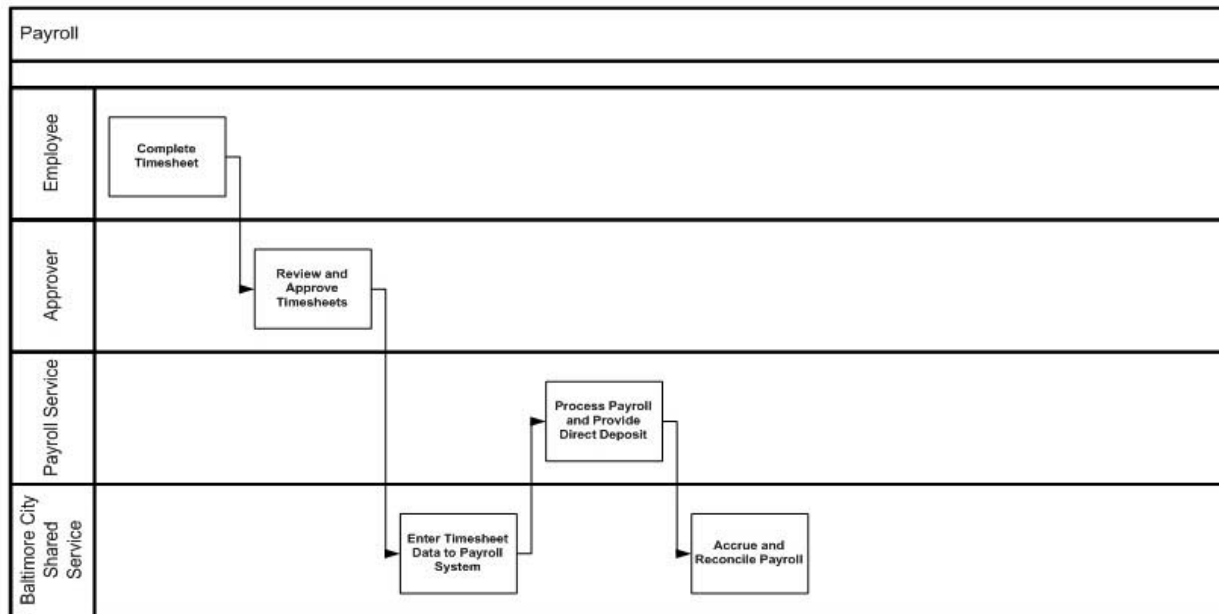 Payroll
Employee
Complete
Timesheet
Approver
Review and
Approve
Timesheets
Payroll Service
Process Payroll
and Provide
Direct Deposit
Baltimore City
Shared
Service
Enter Timesheet
Data to Payroll
System
Accrue and
Reconcile Payroll